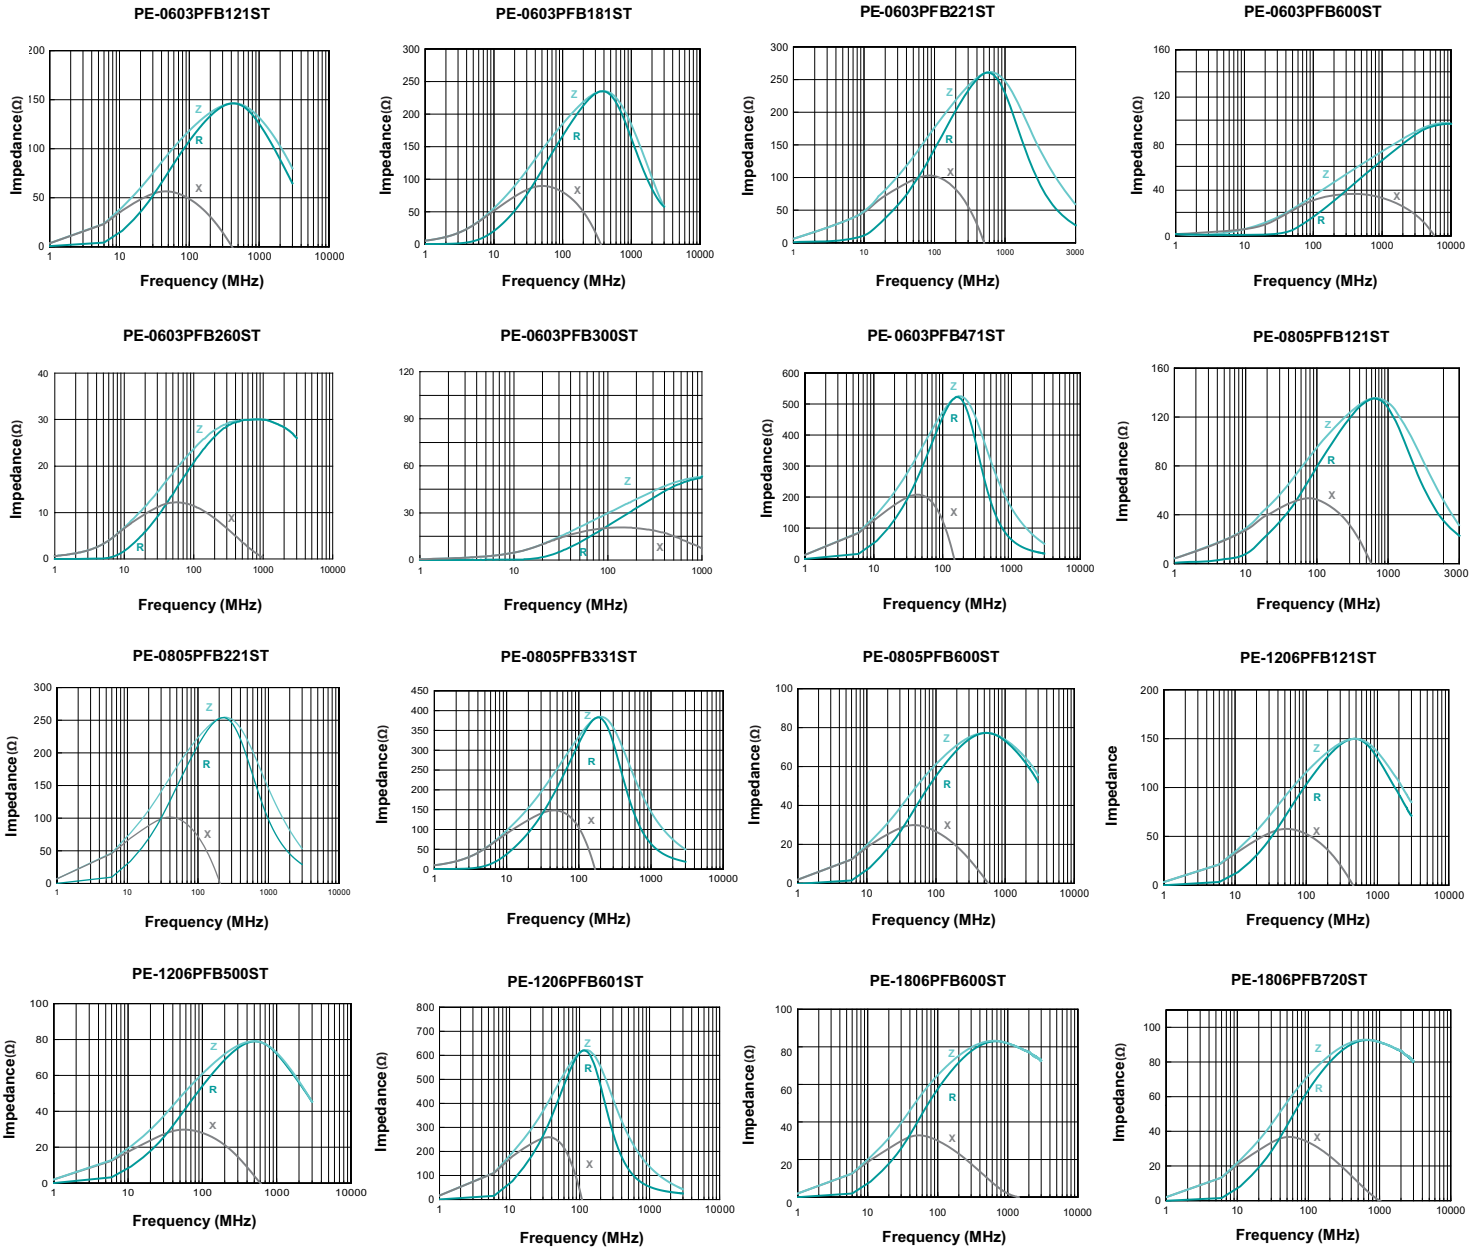 PE-0603PFB121ST
Impedance(Ω)
200
150
100
50
0
Z
R
X
1
10
100
1000
10000
Frequency (MHz)
PE-0603PFB181ST
Impedance(Ω)
300
250
200
150
100
50
0
Z
R
X
1
10
100
1000
10000
Frequency (MHz)
PE-0603PFB221ST
Impedance(Ω)
300
250
200
150
100
50
0
Z
R
X
1
10
100
1000
3000
Frequency (MHz)
PE-0603PFB600ST
Impedance(Ω)
160
120
80
40
0
Z
R
X
1
10
100
1000
10000
Frequency (MHz)
PE-0603PFB260ST
Impedance(Ω)
40
30
20
10
0
Z
R
X
1
10
100
1000
10000
Frequency (MHz)
PE-0603PFB300ST
Impedance(Ω)
120
90
60
30
0
Z
R
X
1
10
100
1000
Frequency (MHz)
PE- 0603PFB471ST
Impedance(Ω)
600
500
400
300
200
100
0
Z
R
X
1
10
100
1000
10000
Frequency (MHz)
PE-0805PFB121ST
Impedance(Ω)
160
120
80
40
0
Z
R
X
1
10
100
1000
3000
Frequency (MHz)
PE-0805PFB221ST
Impedance(Ω)
300
250
200
150
100
50
0
Z
R
X
1
10
100
1000
10000
Frequency (MHz)
PE-0805PFB331ST
Impedance(Ω)
450
400
350
300
250
200
150
100
50
0
Z
R
X
1
10
100
1000
10000
Frequency (MHz)
PE-0805PFB600ST
Impedance(Ω)
100
80
60
40
20
0
Z
R
X
1
10
100
1000
10000
Frequency (MHz)
PE-1206PFB121ST
Impedance
200
150
100
50
0
Z
R
X
1
10
100
1000
10000
Frequency (MHz)
PE-1206PFB500ST
Impedance(Ω)
100
80
60
40
20
0
Z
R
X
1
10
100
1000
10000
Frequency (MHz)
PE-1206PFB601ST
Impedance(Ω)
800
700
600
500
400
300
200
100
0
Z
R
X
1
10
100
1000
10000
Frequency (MHz)
PE-1806PFB600ST
Impedance(Ω)
100
80
60
40
20
0
Z
R
X
1
10
100
1000
10000
Frequency (MHz)
PE-1806PFB720ST
Impedance(Ω)
100
80
60
40
20
0
Z
R
X
1
10
100
1000
10000
Frequency (MHz)